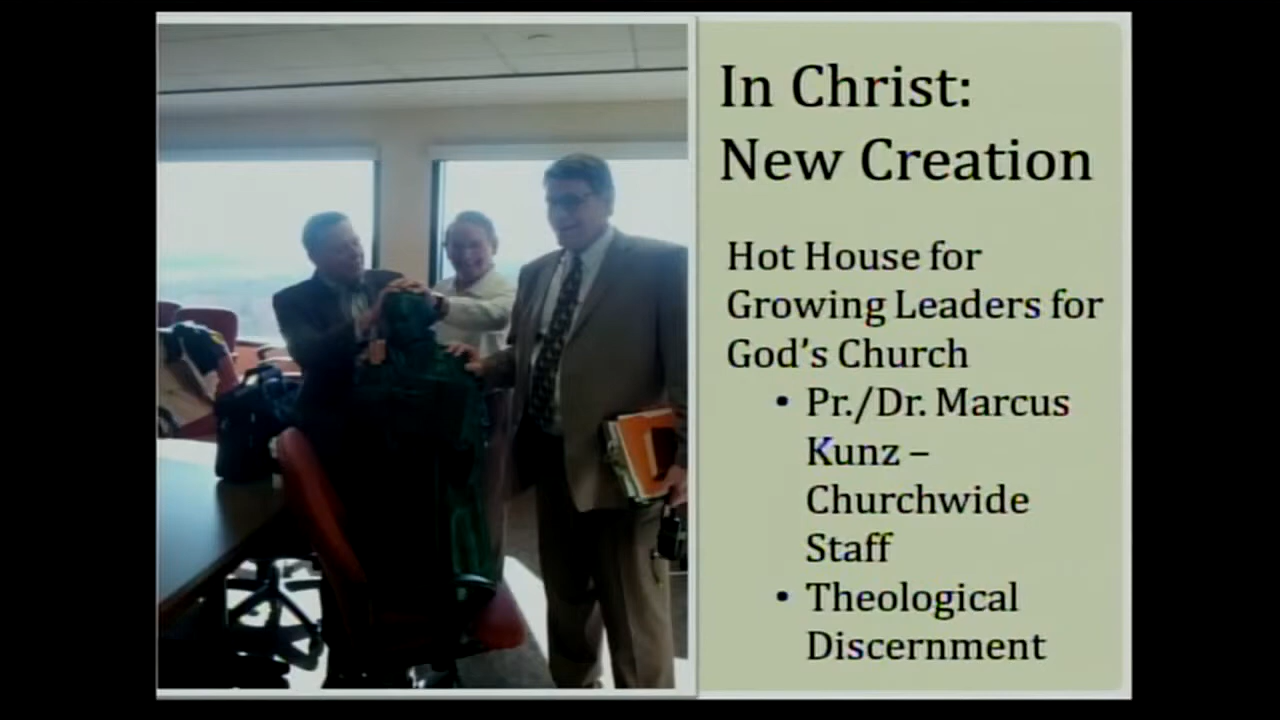 In Christ:
New Creation
Hot House for
Growing Leaders for
God's Church
• Pr./Dr. Marcus
Kunz –
Churchwide
Staff
• Theological
Discernment